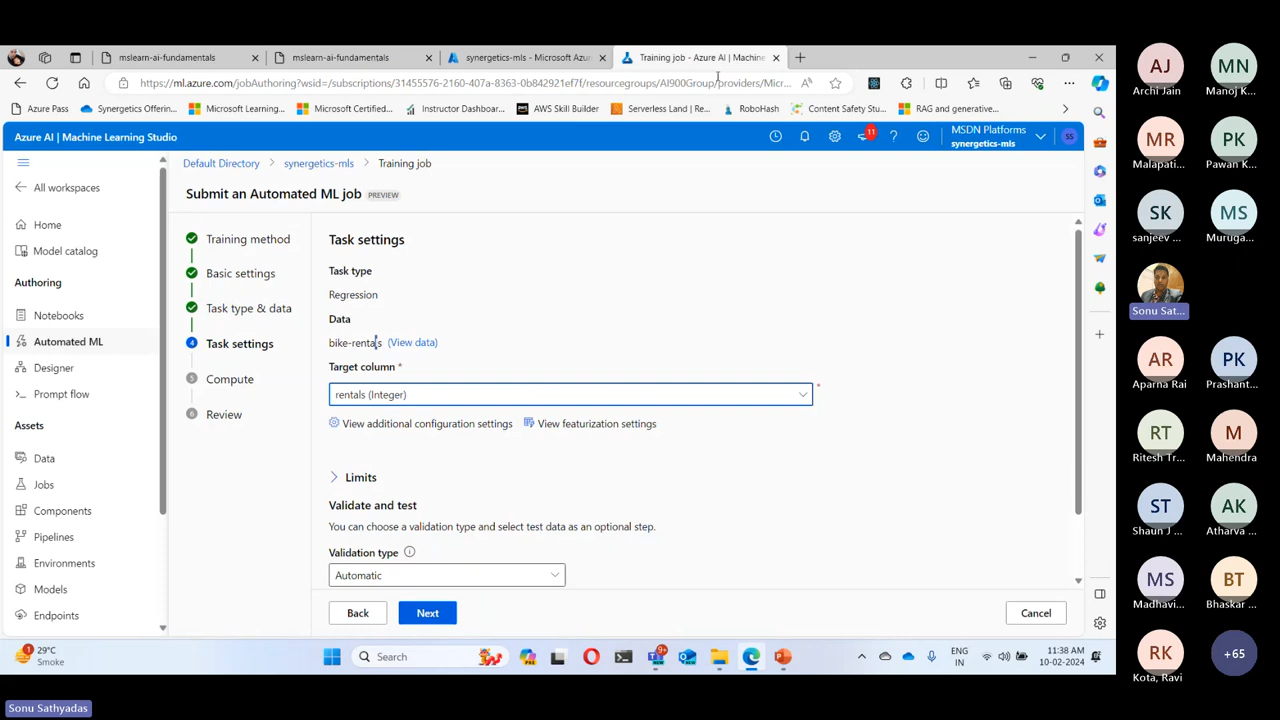 mslearn-ai-fundamentals
mslearn-ai-fundamentals
synergetics-mls - Microsoft Azu
Training job - Azure AI | Machine
https://ml.azure.com/jobAuthoring?wsid=/subscriptions/31455576-2160-407a-8363-0b842921ef7f/resourcegroups/AI900Group/providers/Micr...
Azure Pass
Synergetics Offerin...
Microsoft Learning...
Microsoft Certified...
Instructor Dashboar...
AWS Skill Builder
Serverless Land | Re...
RoboHash
Content Safety Stu...
RAG and generative...
Azure AI | Machine Learning Studio
11
MSDN Platforms
synergetics-mls
SS
All workspaces
Home
Model catalog
Authoring
Notebooks
Automated ML
Designer
Prompt flow
Assets
Data
Jobs
Components
Pipelines
Environments
Models
Endpoints
Default Directory > synergetics-mls > Training job
Submit an Automated ML job PREVIEW
Training method
Basic settings
Task type & data
4 Task settings
5 Compute
6 Review
Task settings
Task type
Regression
Data
bike-rentals (View data)
Target column *
rentals (Integer)
*
View additional configuration settings
View featurization settings
Limits
Validate and test
You can choose a validation type and select test data as an optional step.
Validation type
Automatic
Back
Next
Cancel
1
29°C
Smoke
Search
PRE
9+
ENG
IN
11:38 AM
10-02-2024
AJ
Archi Jain
MN
Manoj K...
MR
Malapati...
PK
Pawan K...
SK
sanjeev ...
MS
Muruga...
Sonu Sat...
AR
Aparna Rai
PK
Prashant...
RT
Ritesh Tr...
M
Mahendra
ST
Shaun J ...
AK
Atharva ...
MS
Madhavi...
BT
Bhaskar ...
RK
Kota, Ravi
+65
Sonu Sathyadas